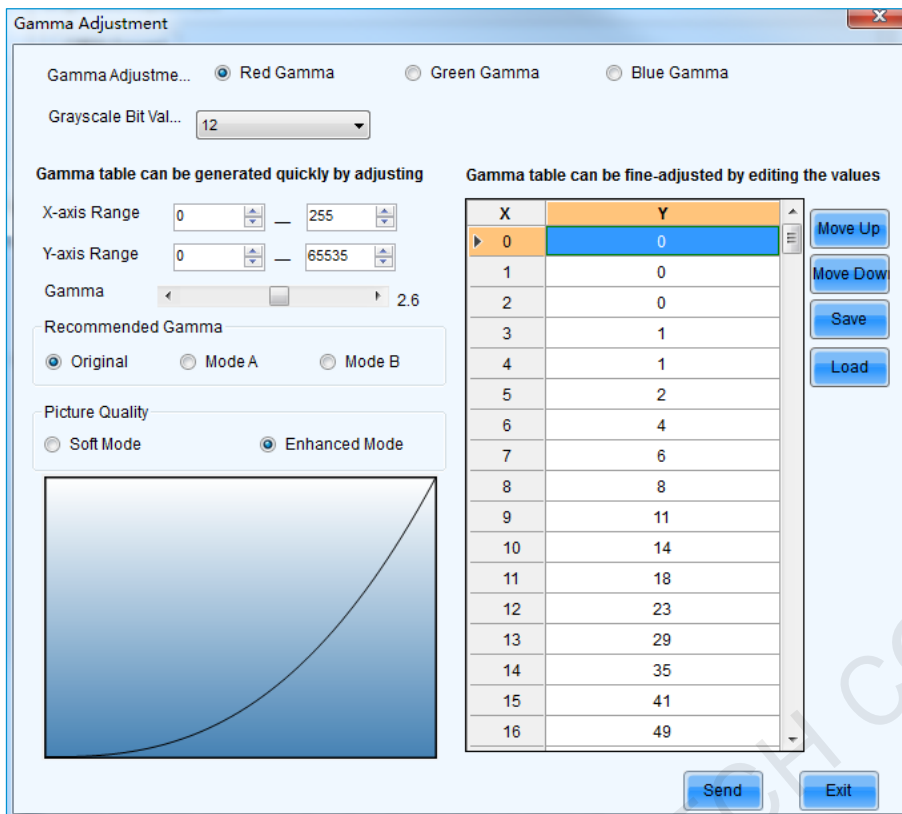 Gamma Adjustment
X
Gamma Adjustme... Red Gamma Green Gamma Blue Gamma
Grayscale Bit Val... 12
Gamma table can be generated quickly by adjusting
X-axis Range 0 — 255
Y-axis Range 0 — 65535
Gamma 2.6
Recommended Gamma
Original Mode A Mode B
Picture Quality
Soft Mode Enhanced Mode
Gamma table can be fine-adjusted by editing the values
X Y
0 0
1 0
2 0
3 1
4 1
5 2
6 4
7 6
8 8
9 11
10 14
11 18
12 23
13 29
14 35
15 41
16 49
Move Up
Move Dow
Save
Load
Send Exit